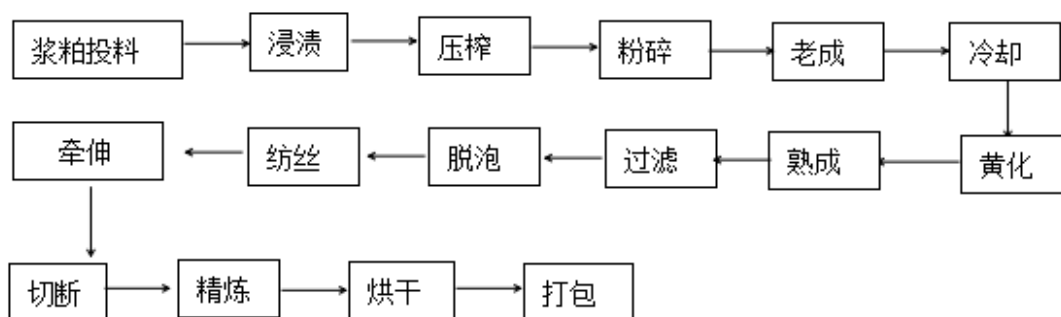 浆粕投料 浸渍 压榨 粉碎 老成 冷却
牵伸 纺丝 脱泡 过滤 熟成 黄化
切断 精炼 烘干 打包